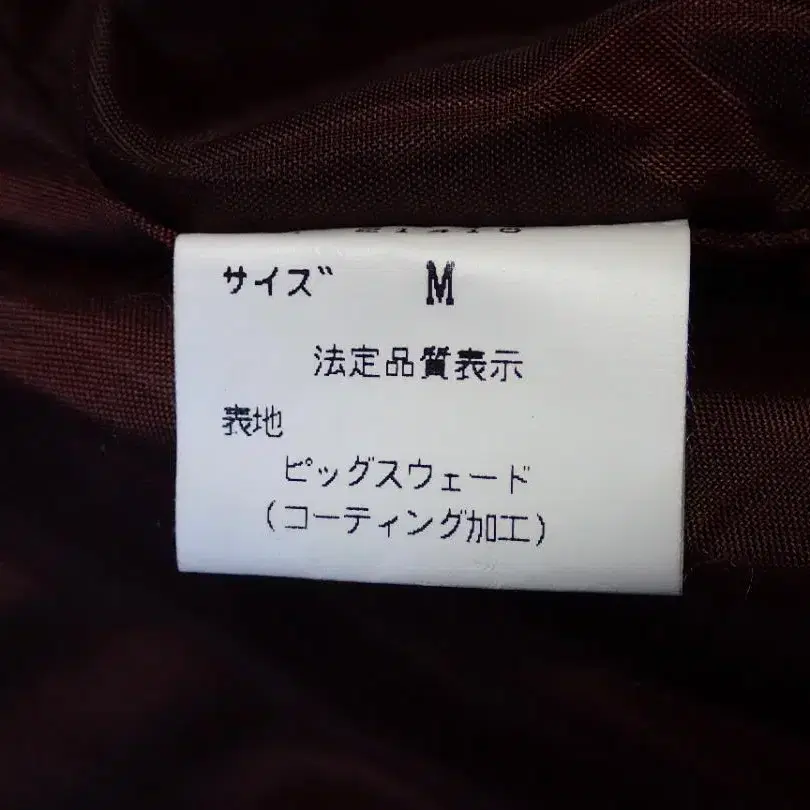 サイズ M
法定品質表示
表地
ピッグスウェード
(コーティング加工)